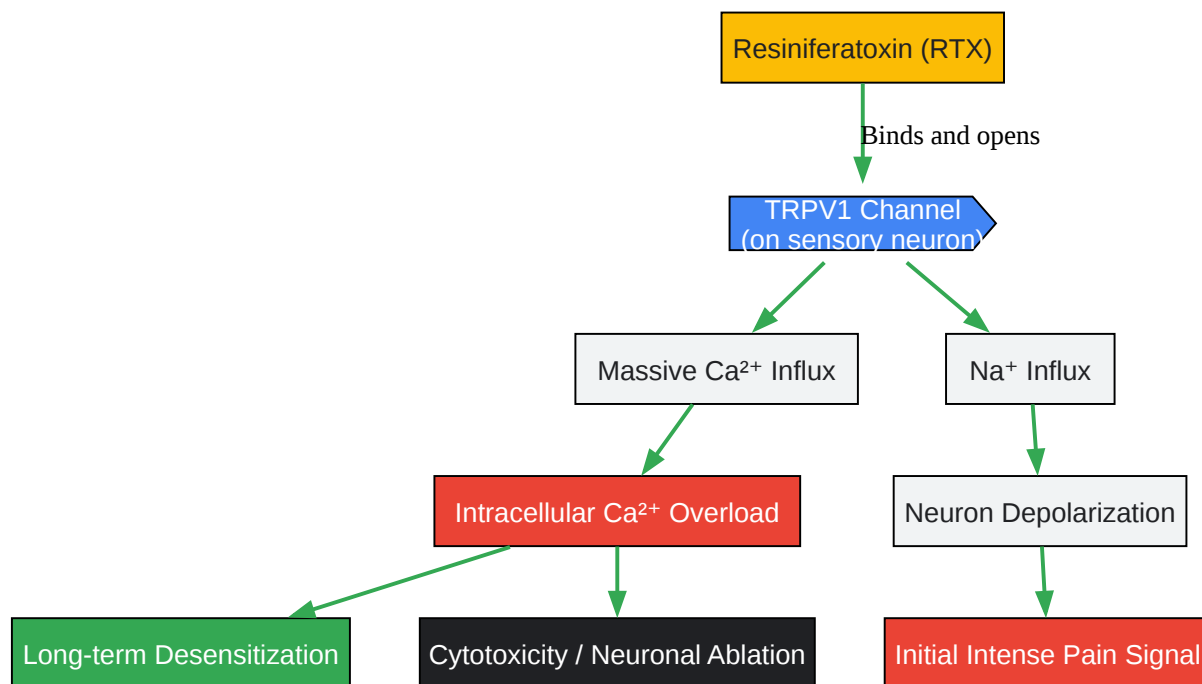 Resiniferatoxin (RTX)
Binds and opens
TRPV1 Channel
(on sensory neuron)
Massive Ca²⁺ Influx
Na⁺ Influx
Intracellular Ca²⁺ Overload
Neuron Depolarization
Long-term Desensitization
Cytotoxicity / Neuronal Ablation
Initial Intense Pain Signal